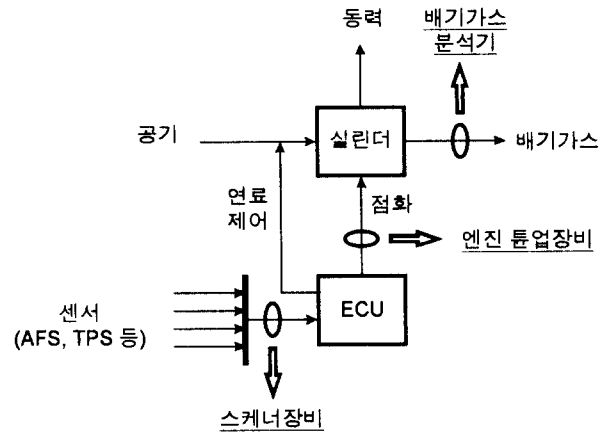 동력
배기가스
분석기
공기
실린더
배기가스
연료
제어
점화
엔진 튠업장비
센서
(AFS, TPS 등)
ECU
스케너장비